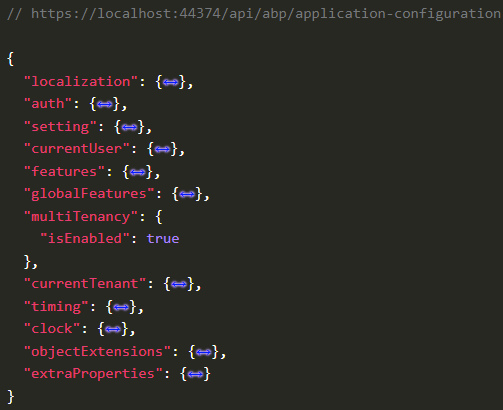 // https://localhost:44374/api/abp/application-configuration
{
"localization": {↔},
"auth": {↔},
"setting": {↔},
"currentUser": {↔},
"features": {↔},
"globalFeatures": {↔},
"multiTenancy": {
"isEnabled": true
},
"currentTenant": {↔},
"timing": {↔},
"clock": {↔},
"objectExtensions": {↔},
"extraProperties": {↔}
}